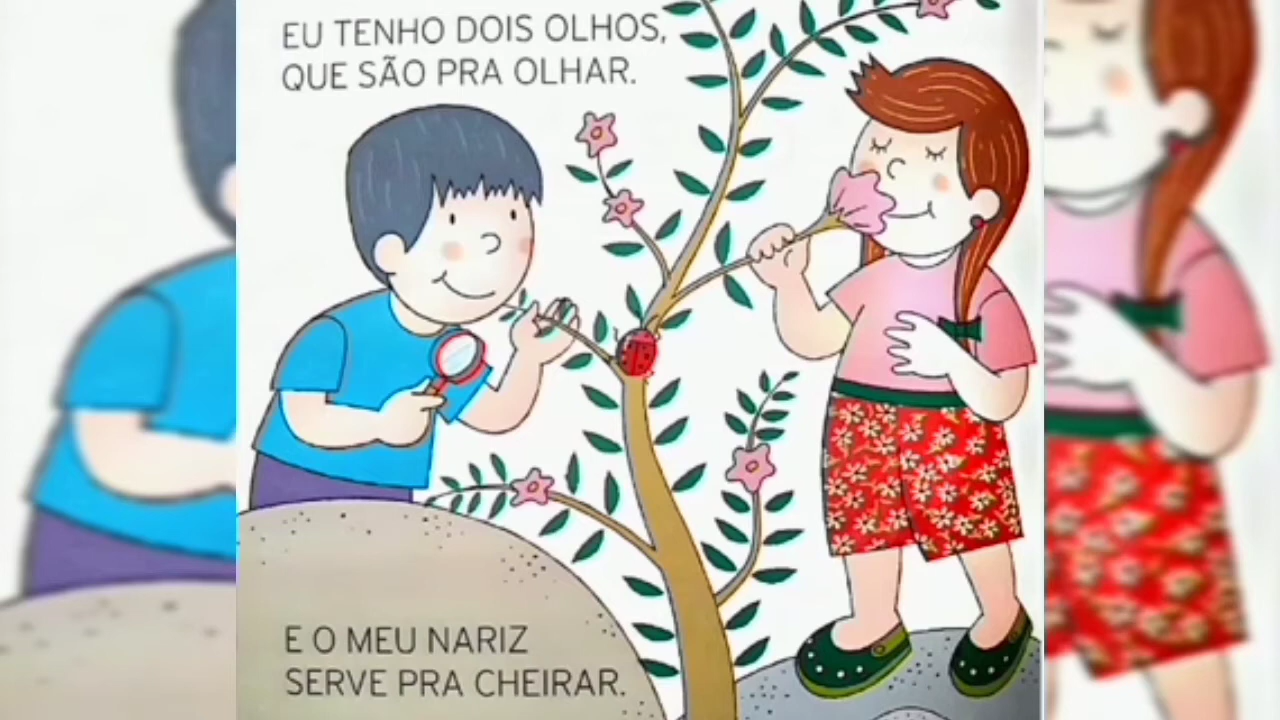 EU TENHO DOIS OLHOS,
QUE SÃO PRA OLHAR.
E O MEU NARIZ
SERVE PRA CHEIRAR.